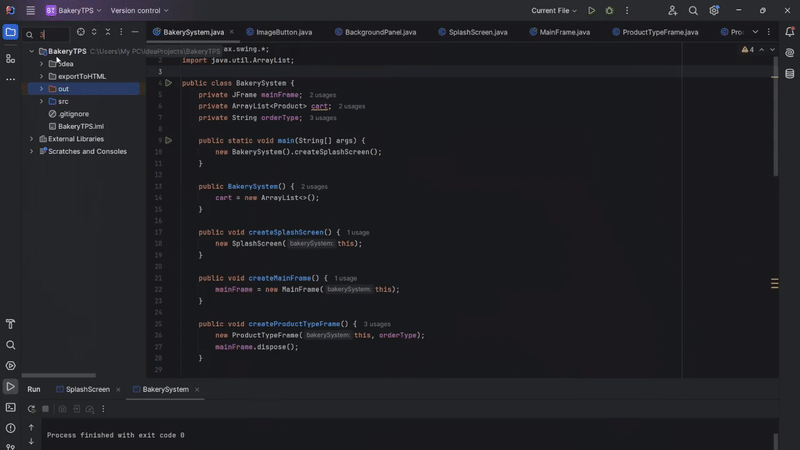 BT BakeryTPS Version control Current File
3
BakeryTPS C:\Users\My PC\IdeaProjects\BakeryTPS
.idea
exportToHTML
out
src
.gitignore
BakeryTPS.iml
External Libraries
Scratches and Consoles
BakerySystem.java ImageButton.java BackgroundPanel.java SplashScreen.java MainFrame.java ProductTypeFrame.java
4
2 import java.util.ArrayList;
3
4 public class BakerySystem {
5 private JFrame mainFrame; 2 usages
6 private ArrayList<Product> cart; 4 usages
7 private String orderType; 3 usages
8
9 public static void main(String[] args) {
10 new BakerySystem().createSplashScreen();
11 }
12
13 public BakerySystem() { 2 usages
14 cart = new ArrayList<>();
15 }
16
17 public void createSplashScreen() { 1 usage
18 new SplashScreen( bakerySystem: this);
19 }
20
21 public void createMainFrame() { 1 usage
22 mainFrame = new MainFrame( bakerySystem: this);
23 }
24
25 public void createProductTypeFrame() { 3 usages
26 new ProductTypeFrame( bakerySystem: this, orderType);
27 mainFrame.dispose();
28 }
29
Run SplashScreen BakerySystem
Process finished with exit code 0